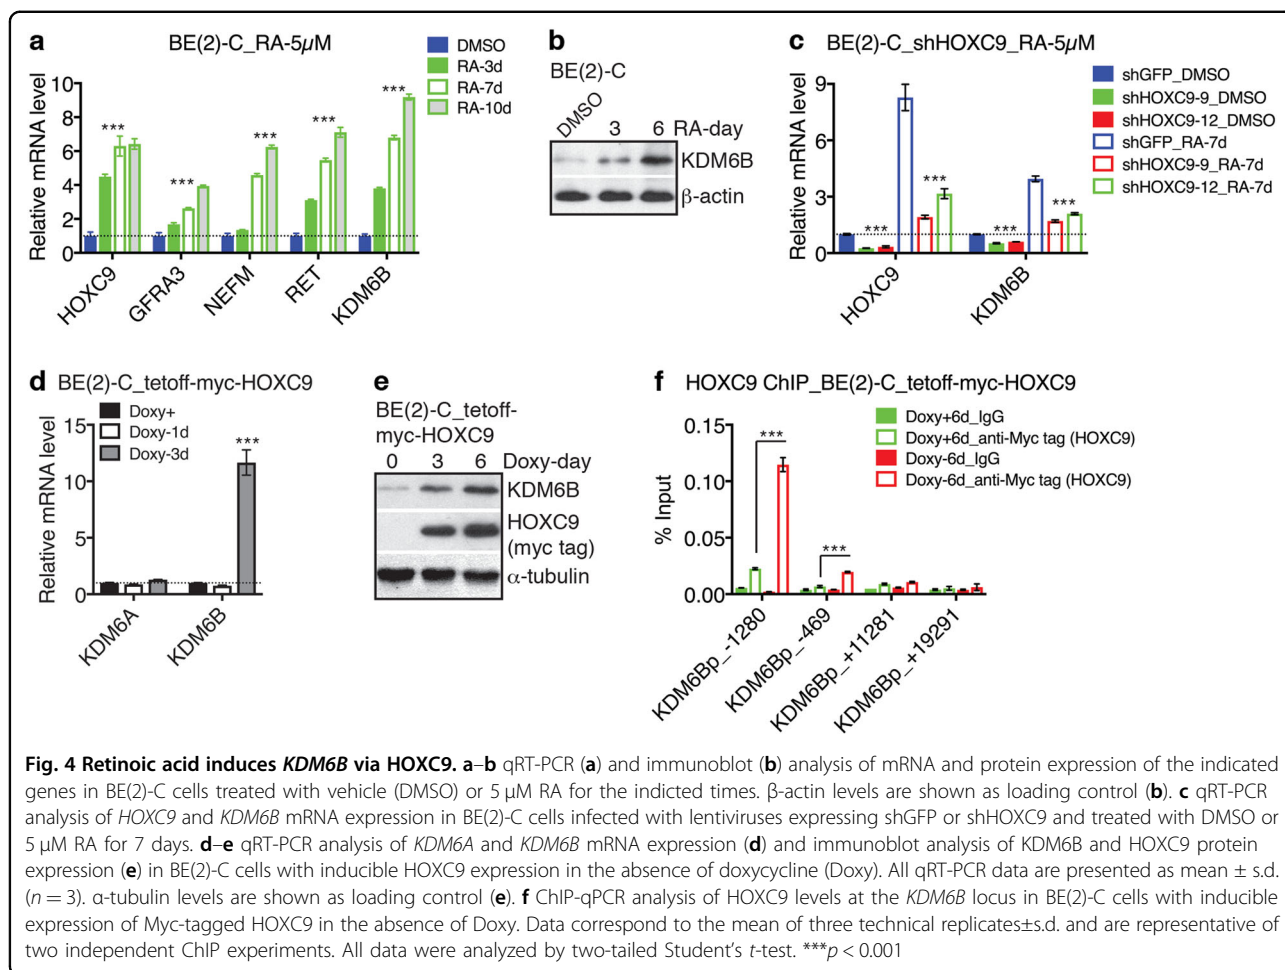 a
BE(2)-C_RA-5µM
DMSO
RA-3d
RA-7d
RA-10d
Relative mRNA level
10
8
6
4
2
0
***
***
***
***
***
HOXC9
GFRA3
NEFM
RET
KDM6B
b
BE(2)-C
DMSO
3 6 RA-day
KDM6B
β-actin
c
BE(2)-C_shHOXC9_RA-5µM
shGFP_DMSO
shHOXC9-9_DMSO
shHOXC9-12_DMSO
shGFP_RA-7d
shHOXC9-9_RA-7d
shHOXC9-12_RA-7d
Relative mRNA level
9
6
3
0
***
***
***
***
HOXC9
KDM6B
d
BE(2)-C_tetoff-myc-HOXC9
Doxy+
Doxy-1d
Doxy-3d
Relative mRNA level
15
10
5
0
***
KDM6A
KDM6B
e
BE(2)-C_tetoff-
myc-HOXC9
0 3 6 Doxy-day
KDM6B
HOXC9
(myc tag)
α-tubulin
f
HOXC9 ChIP_BE(2)-C_tetoff-myc-HOXC9
Doxy+6d_IgG
Doxy+6d_anti-Myc tag (HOXC9)
Doxy-6d_IgG
Doxy-6d_anti-Myc tag (HOXC9)
% Input
0.15
0.10
0.05
0.00
***
***
KDM6Bp_-1280
KDM6Bp_-469
KDM6Bp_+11281
KDM6Bp_+19291
Fig. 4 Retinoic acid induces KDM6B via HOXC9. a–b qRT-PCR (a) and immunoblot (b) analysis of mRNA and protein expression of the indicated
genes in BE(2)-C cells treated with vehicle (DMSO) or 5 µM RA for the indicted times. β-actin levels are shown as loading control (b). c qRT-PCR
analysis of HOXC9 and KDM6B mRNA expression in BE(2)-C cells infected with lentiviruses expressing shGFP or shHOXC9 and treated with DMSO or
5 µM RA for 7 days. d–e qRT-PCR analysis of KDM6A and KDM6B mRNA expression (d) and immunoblot analysis of KDM6B and HOXC9 protein
expression (e) in BE(2)-C cells with inducible HOXC9 expression in the absence of doxycycline (Doxy). All qRT-PCR data are presented as mean ± s.d.
(n = 3). α-tubulin levels are shown as loading control (e). f ChIP-qPCR analysis of HOXC9 levels at the KDM6B locus in BE(2)-C cells with inducible
expression of Myc-tagged HOXC9 in the absence of Doxy. Data correspond to the mean of three technical replicates±s.d. and are representative of
two independent ChIP experiments. All data were analyzed by two-tailed Student's t-test. ***p < 0.001